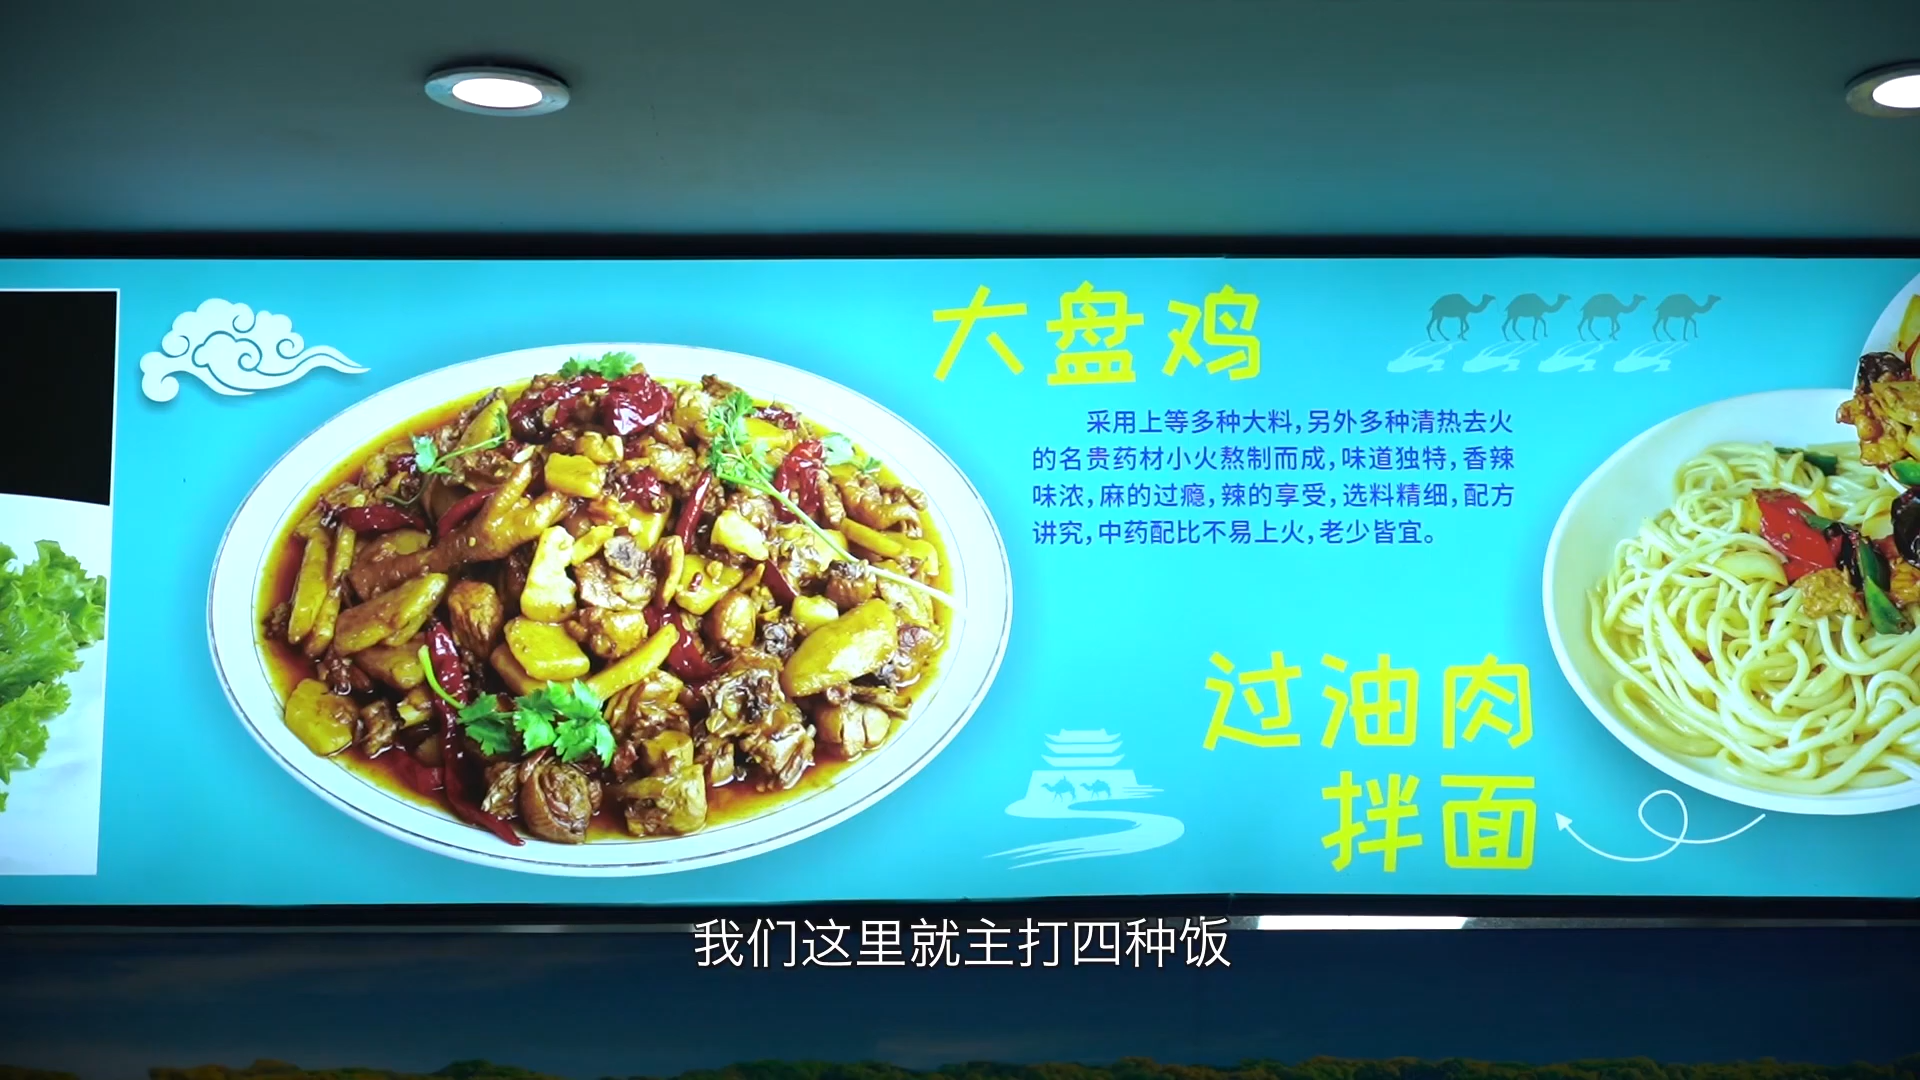 大盘鸡
采用上等多种大料,另外多种清热去火
的名贵药材小火熬制而成,味道独特,香辣
味浓,麻的过瘾,辣的享受,选料精细,配方
讲究,中药配比不易上火,老少皆宜。
过油肉
拌面
我们这里就主打四种饭